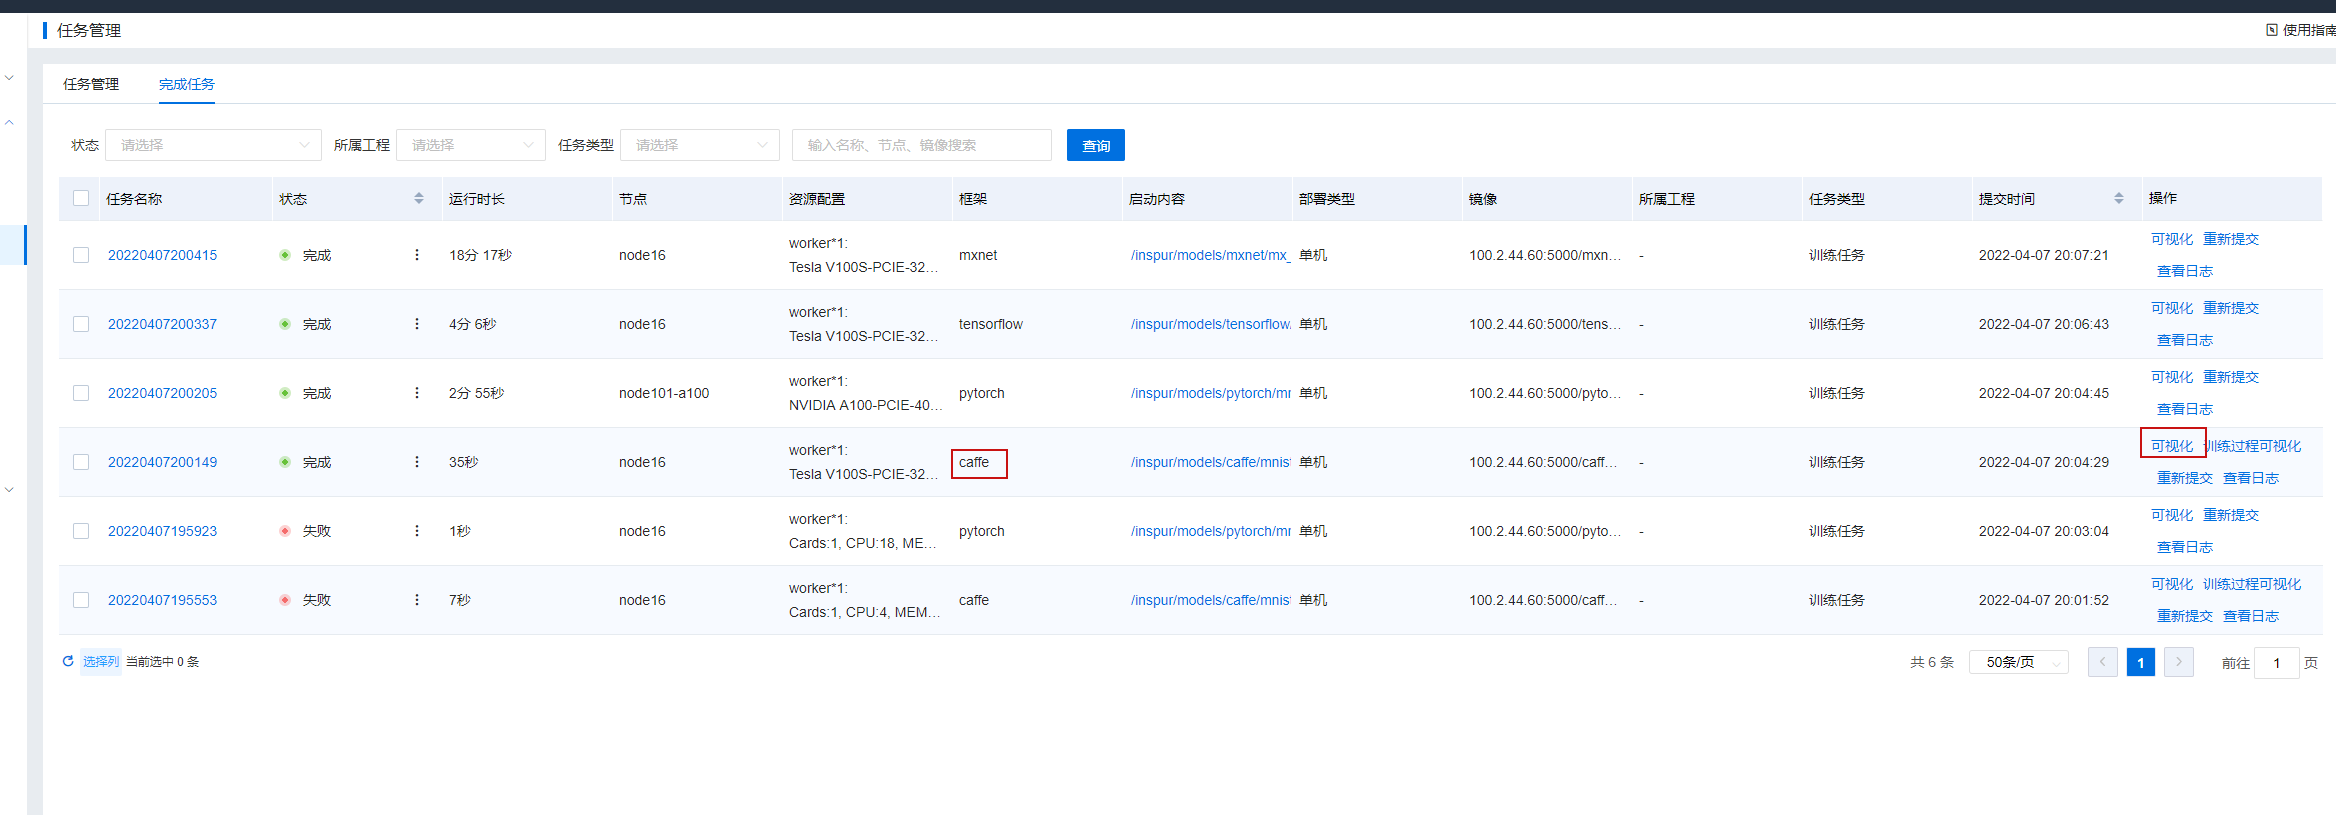 任务管理
使用指南
任务管理 完成任务
状态 请选择 所属工程 请选择 任务类型 请选择 输入名称、节点、镜像搜索 查询
任务名称 状态 运行时长 节点 资源配置 框架 启动内容 部署类型 镜像 所属工程 任务类型 提交时间 操作
20220407200415 完成 18分 17秒 node16 worker*1: Tesla V100S-PCIE-32... mxnet /inspur/models/mxnet/mx_ 单机 100.2.44.60:5000/mxn... - 训练任务 2022-04-07 20:07:21 可视化 重新提交 查看日志
20220407200337 完成 4分 6秒 node16 worker*1: Tesla V100S-PCIE-32... tensorflow /inspur/models/tensorflow/ 单机 100.2.44.60:5000/tens... - 训练任务 2022-04-07 20:06:43 可视化 重新提交 查看日志
20220407200205 完成 2分 55秒 node101-a100 worker*1: NVIDIA A100-PCIE-40... pytorch /inspur/models/pytorch/mr 单机 100.2.44.60:5000/pyto... - 训练任务 2022-04-07 20:04:45 可视化 重新提交 查看日志
20220407200149 完成 35秒 node16 worker*1: Tesla V100S-PCIE-32... caffe /inspur/models/caffe/mnist 单机 100.2.44.60:5000/caff... - 训练任务 2022-04-07 20:04:29 可视化 训练过程可视化 重新提交 查看日志
20220407195923 失败 1秒 node16 worker*1: Cards:1, CPU:18, ME... pytorch /inspur/models/pytorch/mr 单机 100.2.44.60:5000/pyto... - 训练任务 2022-04-07 20:03:04 可视化 重新提交 查看日志
20220407195553 失败 7秒 node16 worker*1: Cards:1, CPU:4, MEM... caffe /inspur/models/caffe/mnist 单机 100.2.44.60:5000/caff... - 训练任务 2022-04-07 20:01:52 可视化 训练过程可视化 重新提交 查看日志
选择列 当前选中 0 条 共 6 条 50条/页 1 前往 1 页